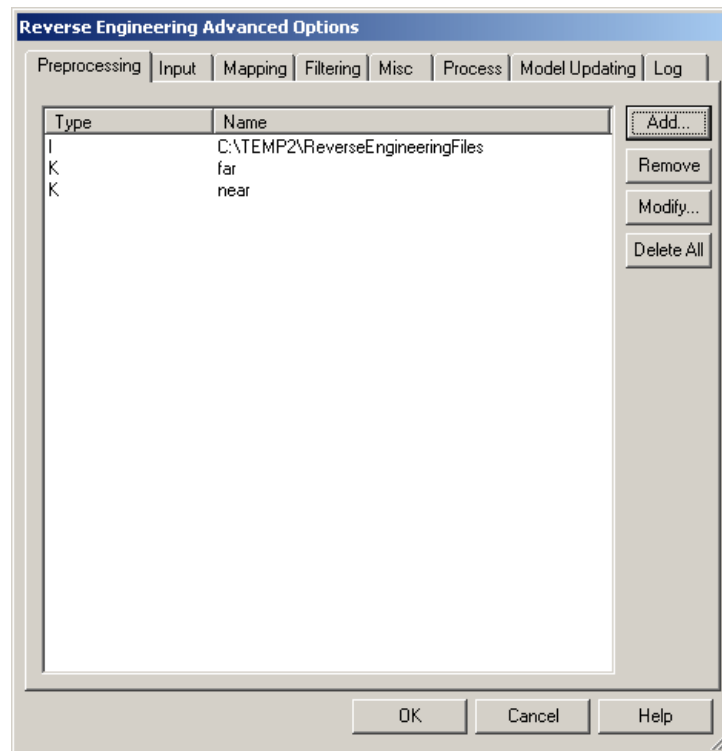 Reverse Engineering Advanced Options
Preprocessing Input Mapping Filtering Misc Process Model Updating Log
Type Name Add...
I C:\TEMP2\ReverseEngineeringFiles
K far Remove
K near
Modify...
Delete All
OK Cancel Help